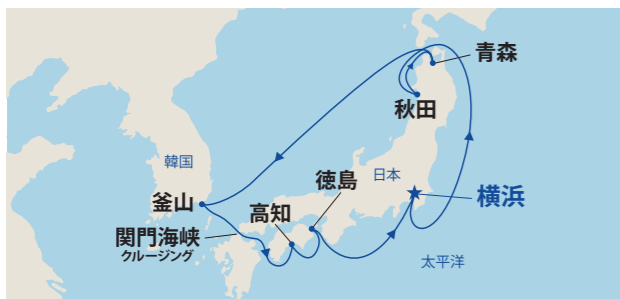 青森
秋田
韓国
日本
徳島
釜山
横浜
高知
関門海峡
クルージング
太平洋